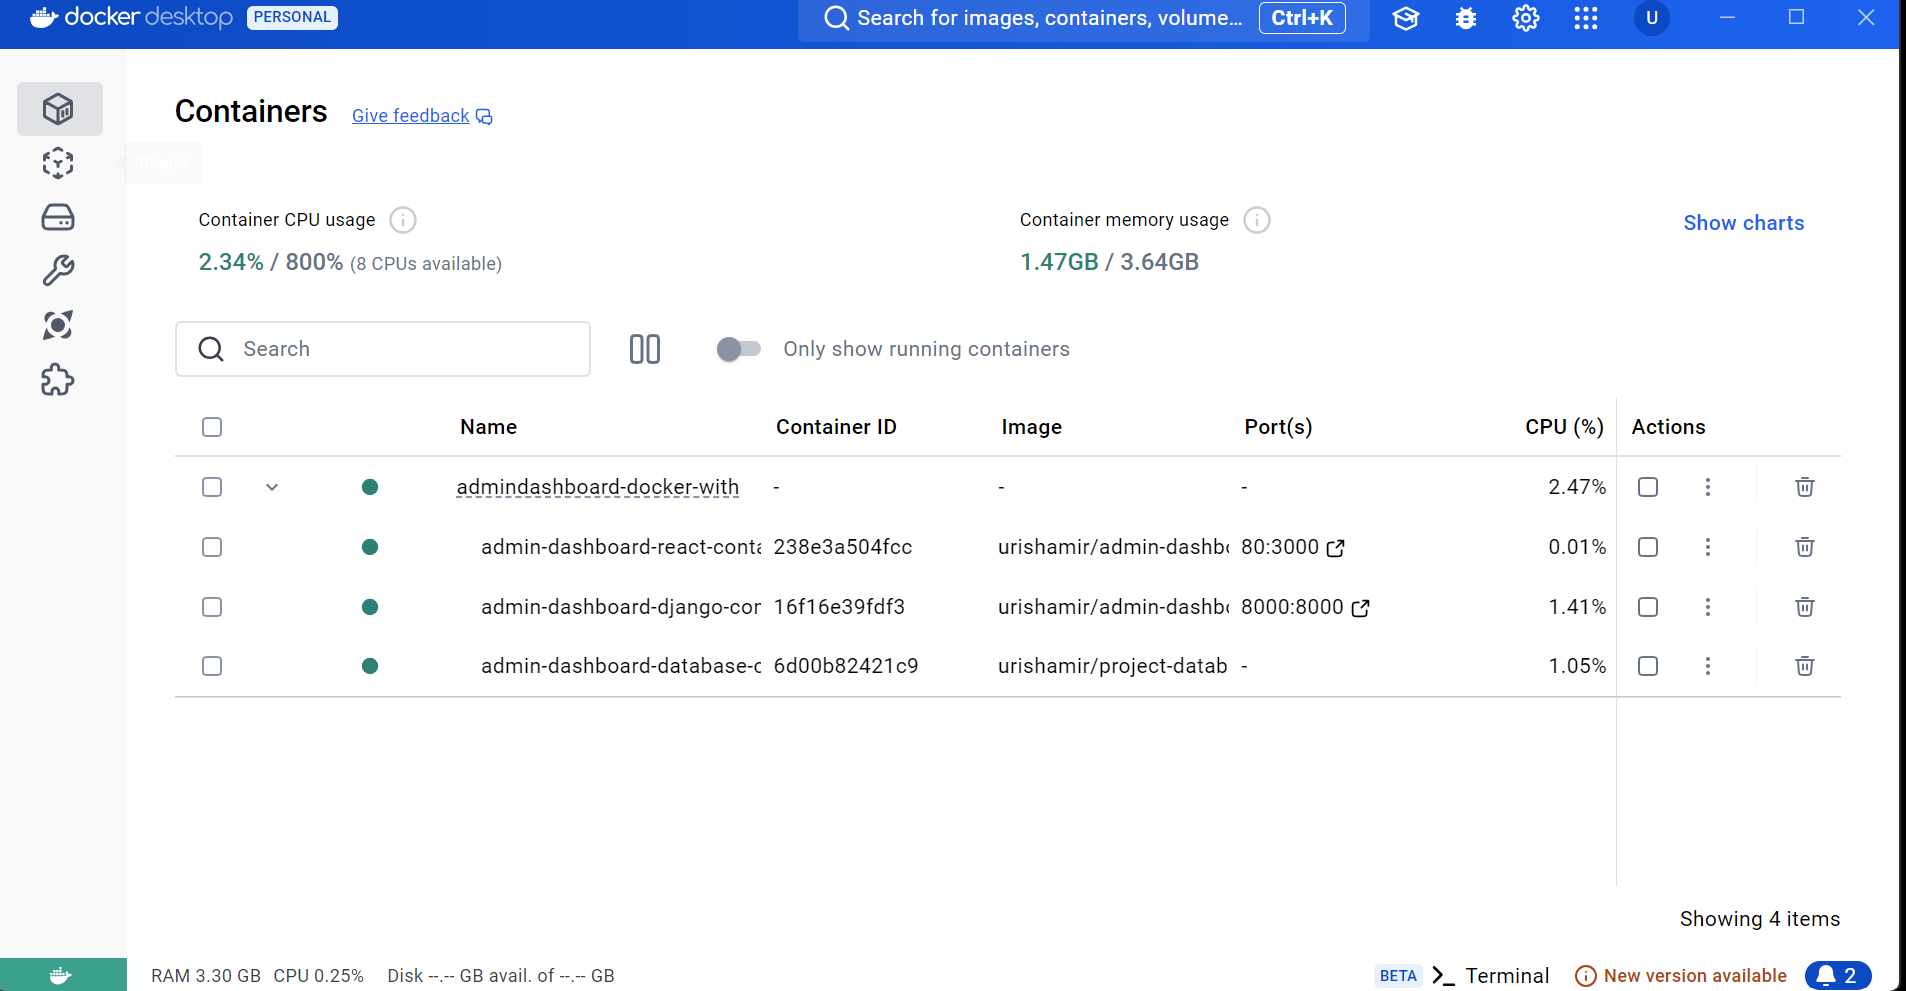 docker desktop PERSONAL
Search for images, containers, volume... Ctrl+K
U
Containers Give feedback
Images
Container CPU usage
2.34% / 800% (8 CPUs available)
Container memory usage
1.47GB / 3.64GB
Show charts
Search
Only show running containers
Name Container ID Image Port(s) CPU (%) Actions
admindashboard-docker-with - - - 2.47%
admin-dashboard-react-conta 238e3a504fcc urishamir/admin-dashbo 80:3000 0.01%
admin-dashboard-django-con 16f16e39fdf3 urishamir/admin-dashbo 8000:8000 1.41%
admin-dashboard-database-c 6d00b82421c9 urishamir/project-datab - 1.05%
Showing 4 items
RAM 3.30 GB CPU 0.25% Disk --.-- GB avail. of --.-- GB
BETA >_ Terminal New version available 2